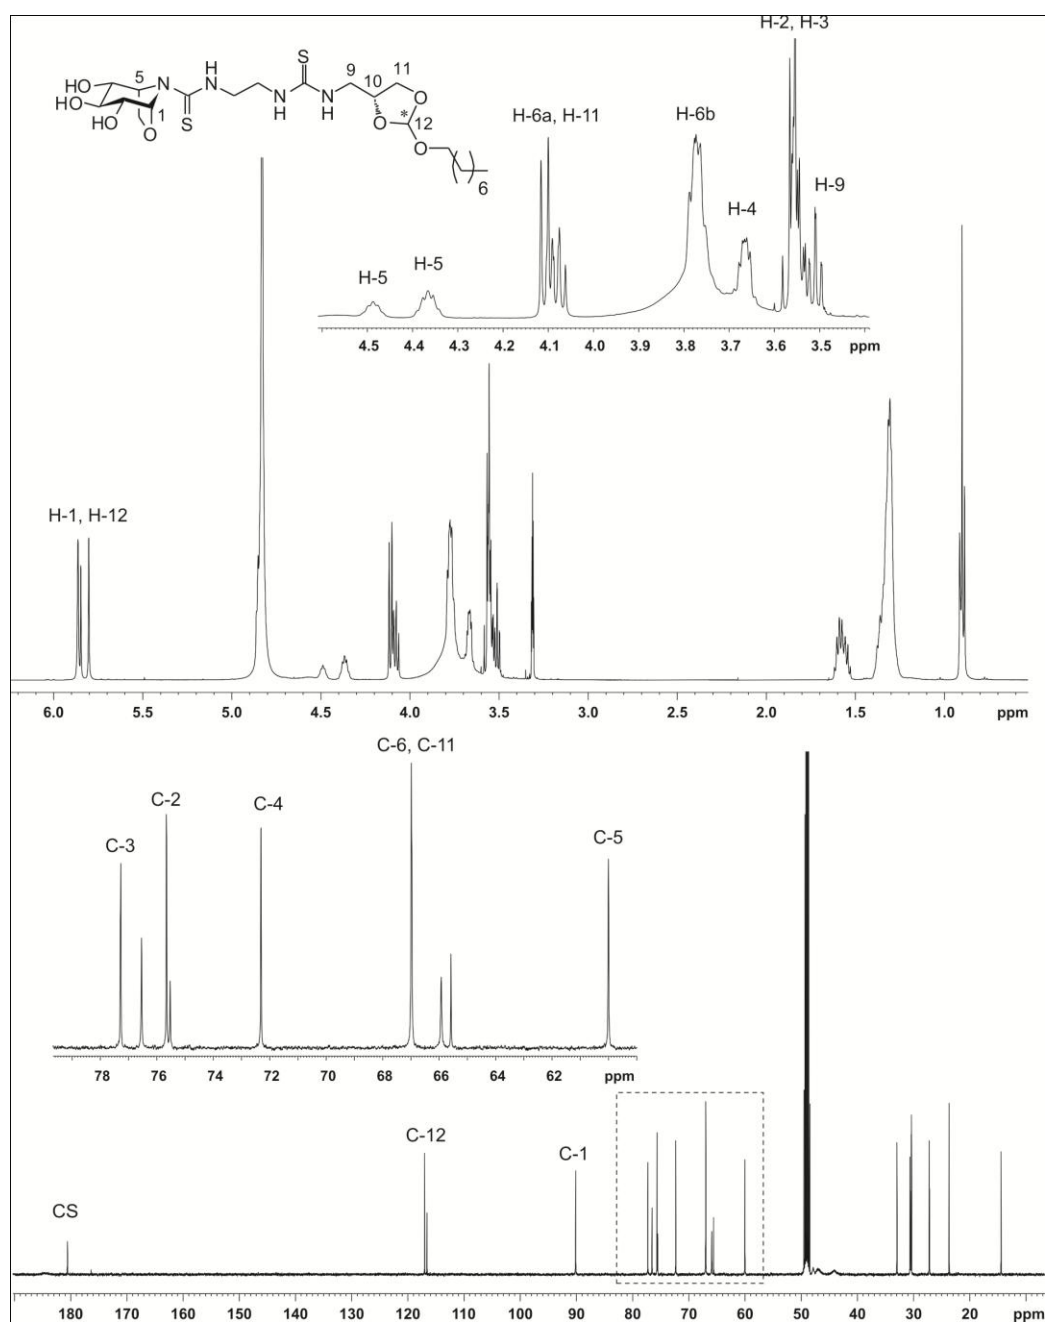 H-2, H-3
S
9
11
5
H
H
10
HO
N
N
S
N
N
O
HO
1
S
H
H
O
*
12
HO
O
O
6
H-6a, H-11
H-6b
H-4
H-9
H-5
H-5
4.5 4.4 4.3 4.2 4.1 4.0 3.9 3.8 3.7 3.6 3.5 ppm
H-1, H-12
6.0 5.5 5.0 4.5 4.0 3.5 3.0 2.5 2.0 1.5 1.0 ppm
C-6, C-11
C-2
C-4
C-3
C-5
78 76 74 72 70 68 66 64 62 ppm
C-12
C-1
CS
180 170 160 150 140 130 120 110 100 90 80 70 60 50 40 30 20 ppm